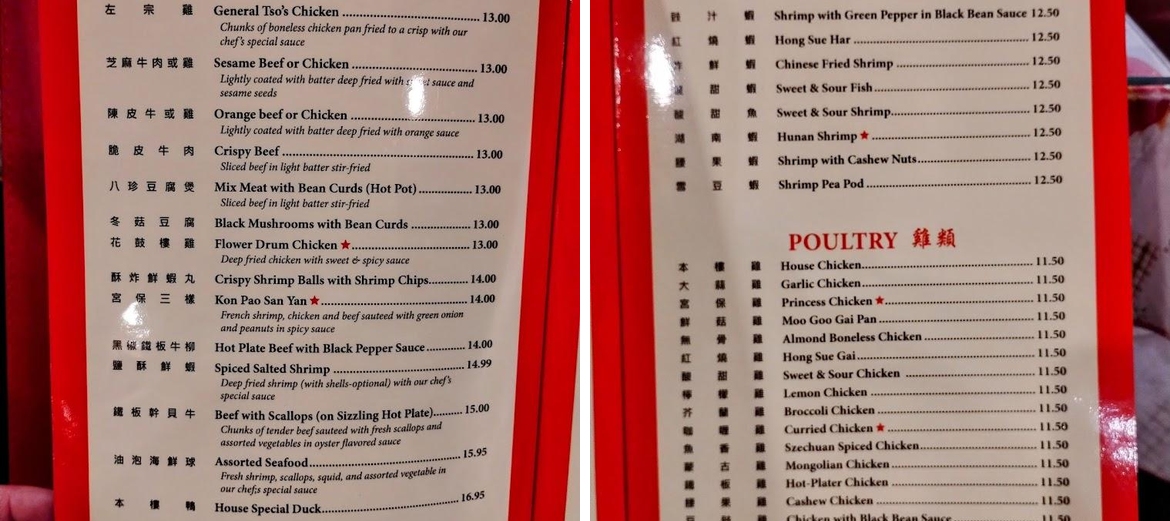 左宗雞 General Tso's Chicken 13.00
Chunks of boneless chicken pan fried to a crisp with our
chef's special sauce
芝麻牛肉或雞 Sesame Beef or Chicken 13.00
Lightly coated with batter deep fried with sweet sauce and
sesame seeds
陳皮牛或雞 Orange beef or Chicken 13.00
Lightly coated with batter deep fried with orange sauce
脆皮牛肉 Crispy Beef 13.00
Sliced beef in light batter stir-fried
八珍豆腐煲 Mix Meat with Bean Curds (Hot Pot) 13.00
Sliced beef in light batter stir-fried
冬菇豆腐 Black Mushrooms with Bean Curds 13.00
花鼓樓雞 Flower Drum Chicken ★ 13.00
Deep fried chicken with sweet & spicy sauce
酥炸鮮蝦丸 Crispy Shrimp Balls with Shrimp Chips 14.00
宮保三樣 Kon Pao San Yan ★ 14.00
French shrimp, chicken and beef sauteed with green onion
and peanuts in spicy sauce
黑椒鐵板牛柳 Hot Plate Beef with Black Pepper Sauce 14.00
鹽酥鮮蝦 Spiced Salted Shrimp 14.99
Deep fried shrimp (with shells-optional) with our chef's
special sauce
鐵板幹貝牛 Beef with Scallops (on Sizzling Hot Plate) 15.00
Chunks of tender beef sauteed with fresh scallops and
assorted vegetables in oyster flavored sauce
油泡海鮮球 Assorted Seafood 15.95
Fresh shrimp, scallops, squid, and assorted vegetable in
our chef;s special sauce
本樓鴨 House Special Duck 16.95
豉汁蝦 Shrimp with Green Pepper in Black Bean Sauce 12.50
紅燒蝦 Hong Sue Har 12.50
炸鮮蝦 Chinese Fried Shrimp 12.50
甜蝦 Sweet & Sour Fish 12.50
酸甜魚 Sweet & Sour Shrimp 12.50
湖南蝦 Hunan Shrimp ★ 12.50
腰果蝦 Shrimp with Cashew Nuts 12.50
雪豆蝦 Shrimp Pea Pod 12.50
POULTRY 雞類
本樓雞 House Chicken 11.50
大蒜雞 Garlic Chicken 11.50
宮保雞 Princess Chicken ★ 11.50
鮮菇雞 Moo Goo Gai Pan 11.50
無骨雞 Almond Boneless Chicken 11.50
紅燒雞 Hong Sue Gai 11.50
酸甜雞 Sweet & Sour Chicken 11.50
檸檬雞 Lemon Chicken 11.50
芥蘭雞 Broccoli Chicken 11.50
咖喱雞 Curried Chicken ★ 11.50
魚香雞 Szechuan Spiced Chicken 11.50
蒙古雞 Mongolian Chicken 11.50
鐵板雞 Hot-Plater Chicken 11.50
腰果雞 Cashew Chicken 11.50
Chicken with Black Bean Sauce 11.50